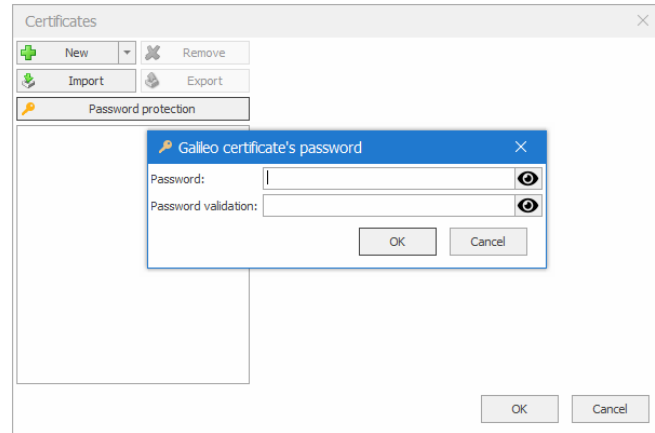 Certificates
New Remove
Import Export
Password protection
Galileo certificate's password
Password:
Password validation:
OK Cancel
OK Cancel